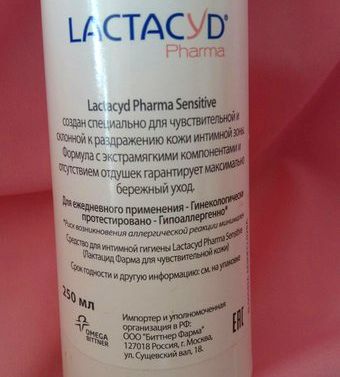 LACTACYD®
Pharma
Lactacyd Pharma Sensitive
создан специально для чувствительной и
склонной к раздражению кожи интимной зоны.
Формула с экстрамягкими компонентами и
отсутствием отдушек гарантирует максимально
бережный уход.
Для ежедневного применения - Гинекологически
протестировано - Гипоаллергенно*
*Риск возникновения аллергической реакции минимален
Средство для интимной гигиены Lactacyd Pharma Sensitive
(Лактацид Фарма для чувствительной кожи)
Срок годности и другую информацию: см. на упаковке
250 мл
OMEGA
BITTNER
Импортер и уполномоченная
организация в РФ:
ООО "Биттнер Фарма"
127018 Россия, г. Москва,
ул. Сущевский вал, 18.
EAC